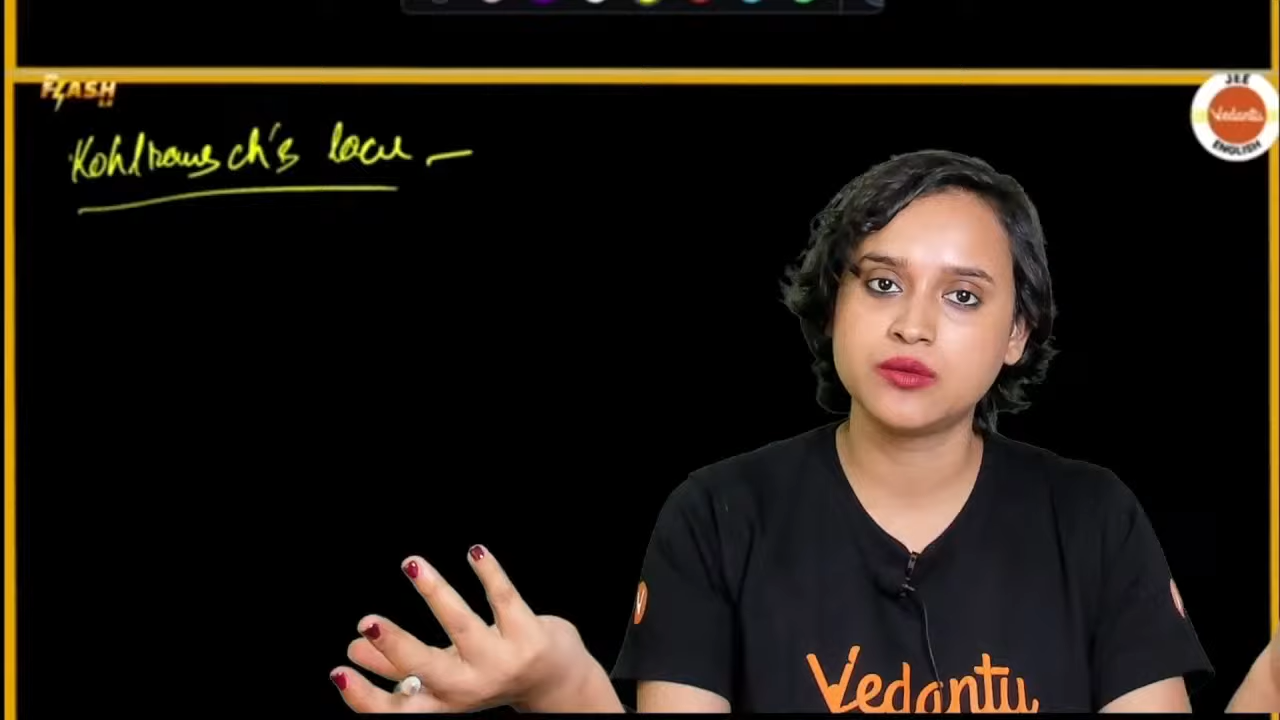 FLASH
JEE
Vedantu
ENGLISH
Kohlrausch's law –
Vedantu